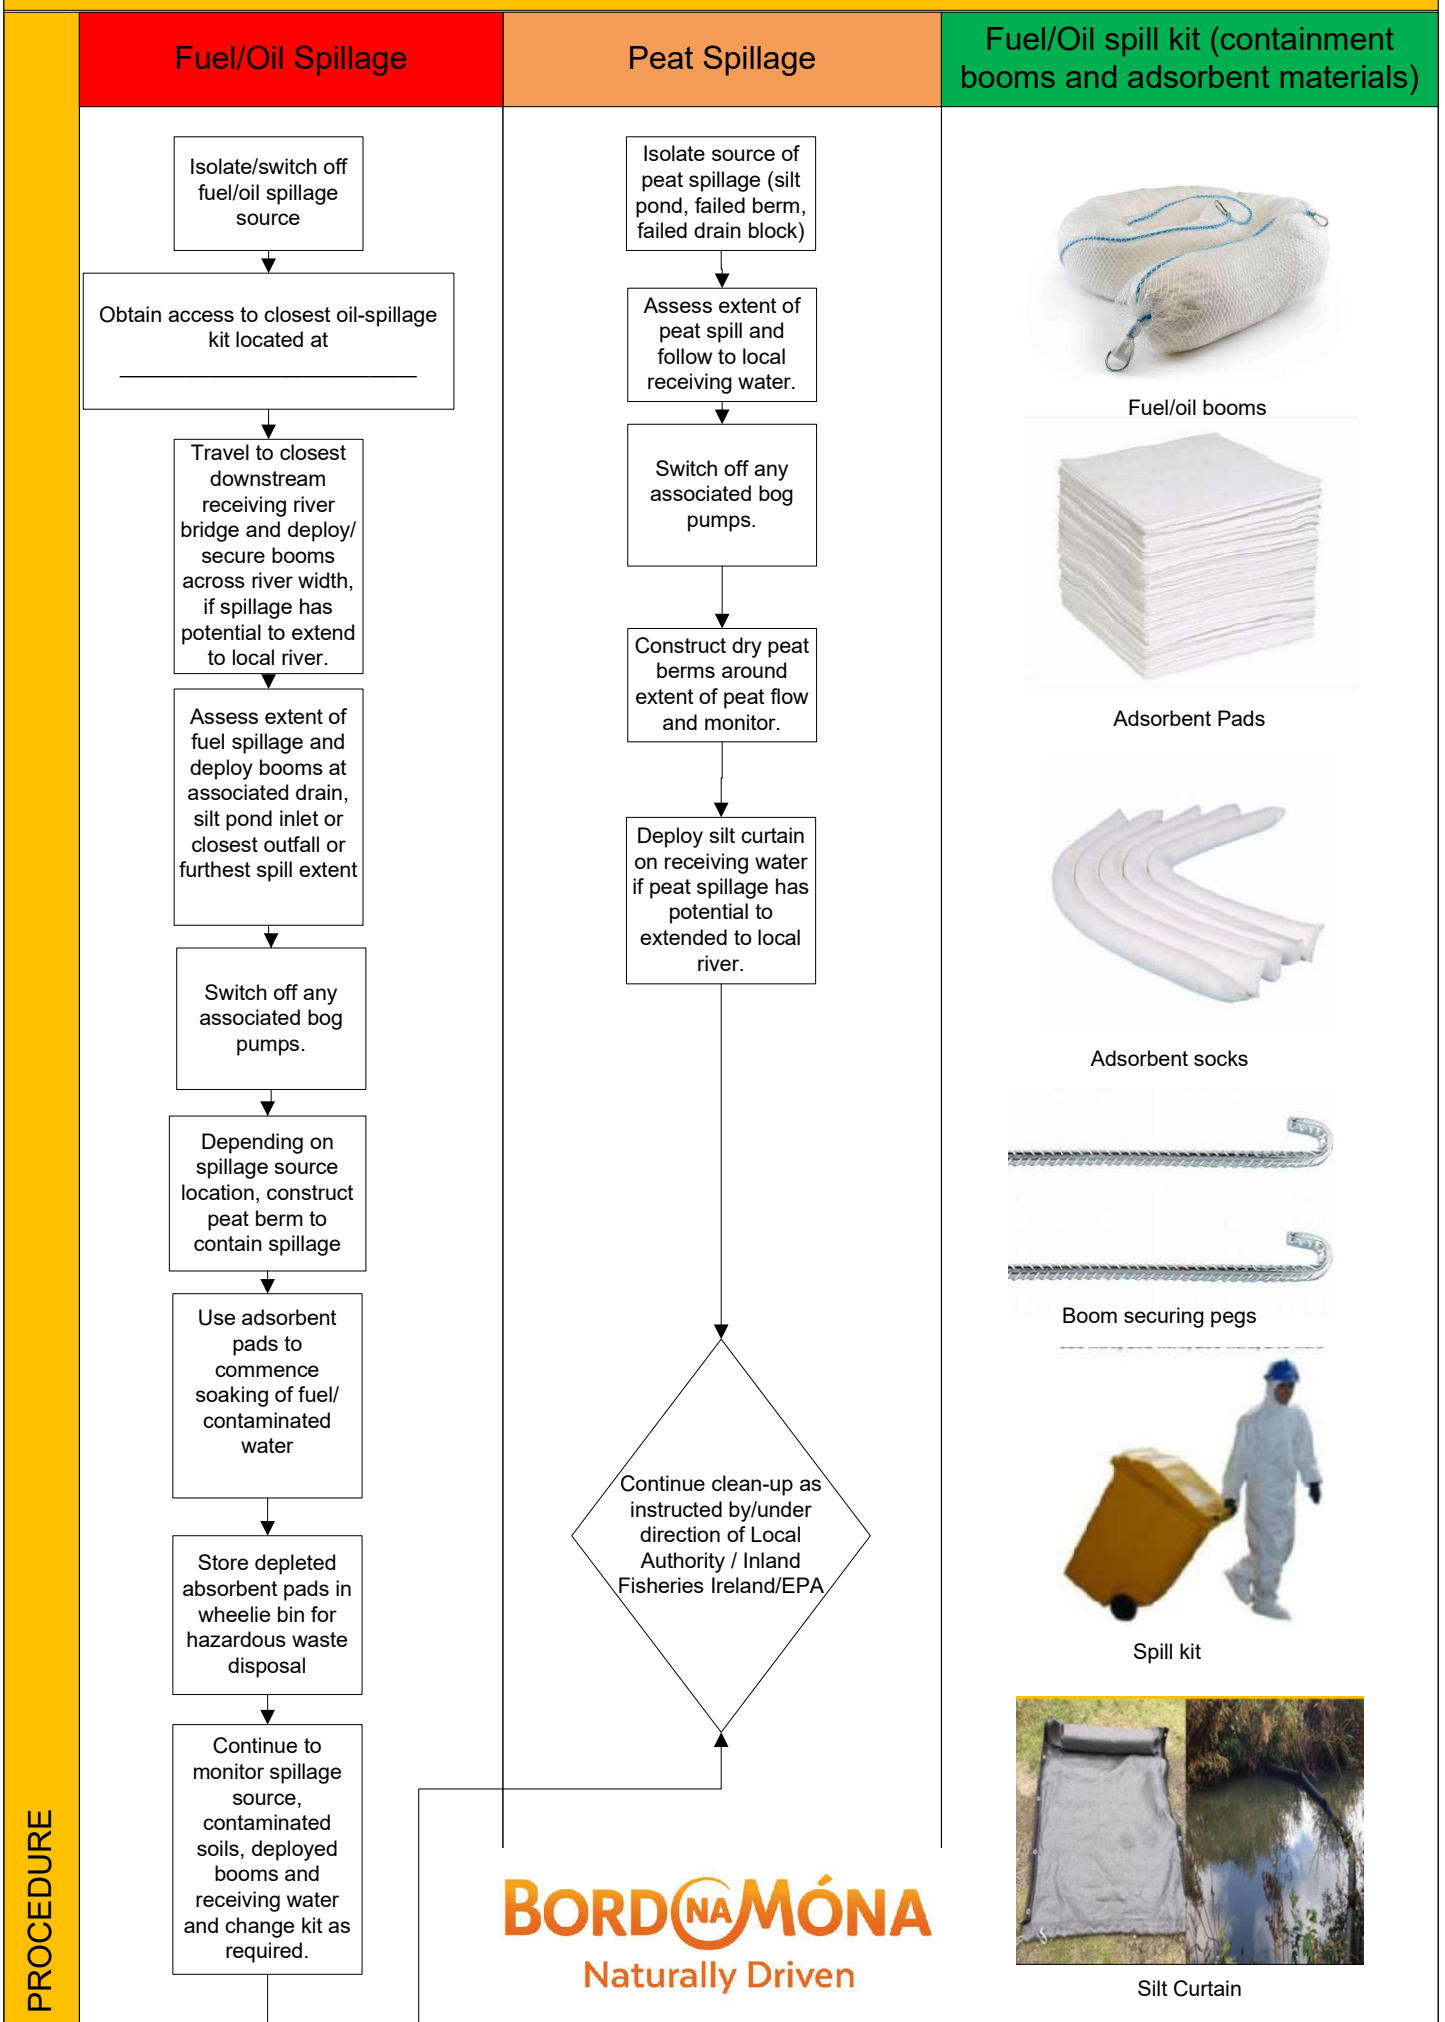 Fuel/Oil Spillage
Peat Spillage
Fuel/Oil spill kit (containment
booms and adsorbent materials)
PROCEDURE
Isolate/switch off
fuel/oil spillage
source
Obtain access to closest oil-spillage
kit located at
___________________________
Travel to closest
downstream
receiving river
bridge and deploy/
secure booms
across river width,
if spillage has
potential to extend
to local river.
Assess extent of
fuel spillage and
deploy booms at
associated drain,
silt pond inlet or
closest outfall or
furthest spill extent
Switch off any
associated bog
pumps.
Depending on
spillage source
location, construct
peat berm to
contain spillage
Use adsorbent
pads to
commence
soaking of fuel/
contaminated
water
Store depleted
absorbent pads in
wheelie bin for
hazardous waste
disposal
Continue to
monitor spillage
source,
contaminated
soils, deployed
booms and
receiving water
and change kit as
required.
Isolate source of
peat spillage (silt
pond, failed berm,
failed drain block)
Assess extent of
peat spill and
follow to local
receiving water.
Switch off any
associated bog
pumps.
Construct dry peat
berms around
extent of peat flow
and monitor.
Deploy silt curtain
on receiving water
if peat spillage has
potential to
extended to local
river.
Continue clean-up as
instructed by/under
direction of Local
Authority / Inland
Fisheries Ireland/EPA
BORD NA MÓNA
Naturally Driven
Fuel/oil booms
Adsorbent Pads
Adsorbent socks
Boom securing pegs
Spill kit
Silt Curtain